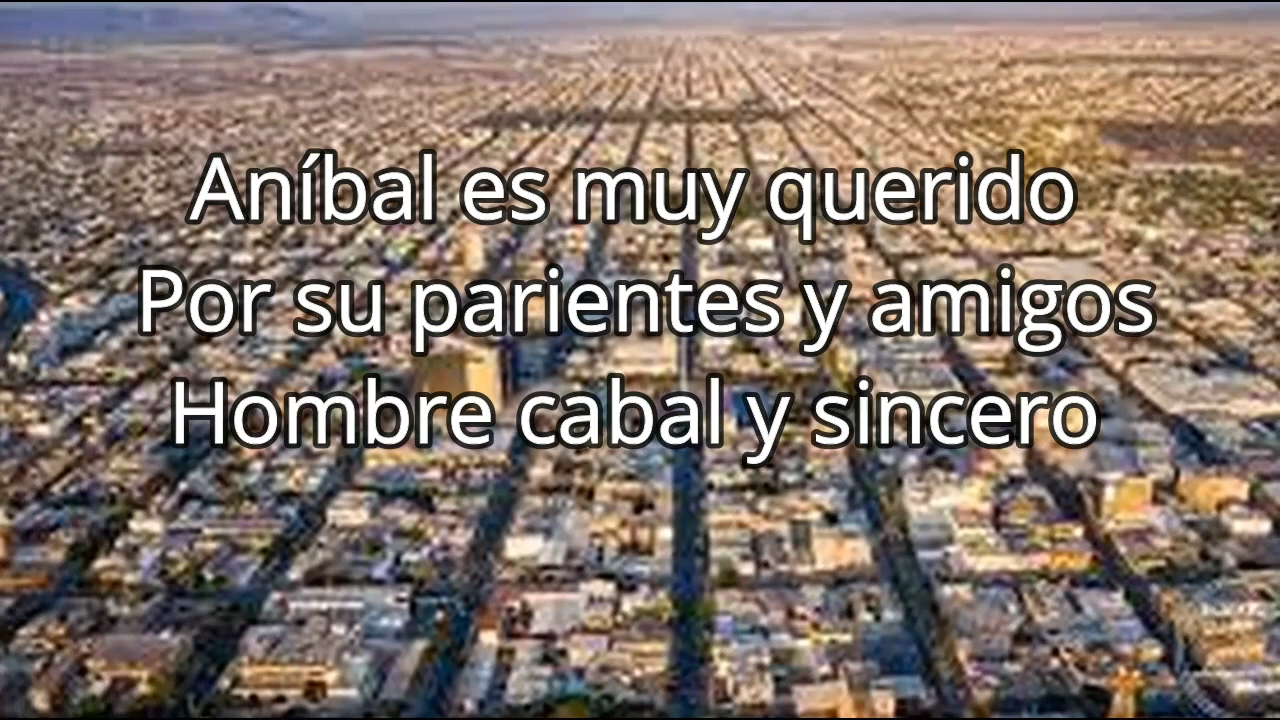 Aníbal es muy querido
Por su parientes y amigos
Hombre cabal y sincero